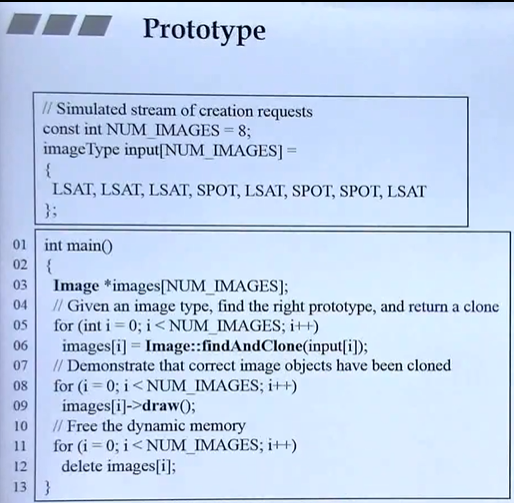 Prototype
// Simulated stream of creation requests
const int NUM_IMAGES = 8;
imageType input[NUM_IMAGES] =
{
LSAT, LSAT, LSAT, SPOT, LSAT, SPOT, SPOT, LSAT
};
01 int main()
02 {
03 Image *images[NUM_IMAGES];
04 // Given an image type, find the right prototype, and return a clone
05 for (int i = 0; i < NUM_IMAGES; i++)
06 images[i] = Image::findAndClone(input[i]);
07 // Demonstrate that correct image objects have been cloned
08 for (i = 0; i < NUM_IMAGES; i++)
09 images[i]->draw();
10 // Free the dynamic memory
11 for (i = 0; i < NUM_IMAGES; i++)
12 delete images[i];
13 }